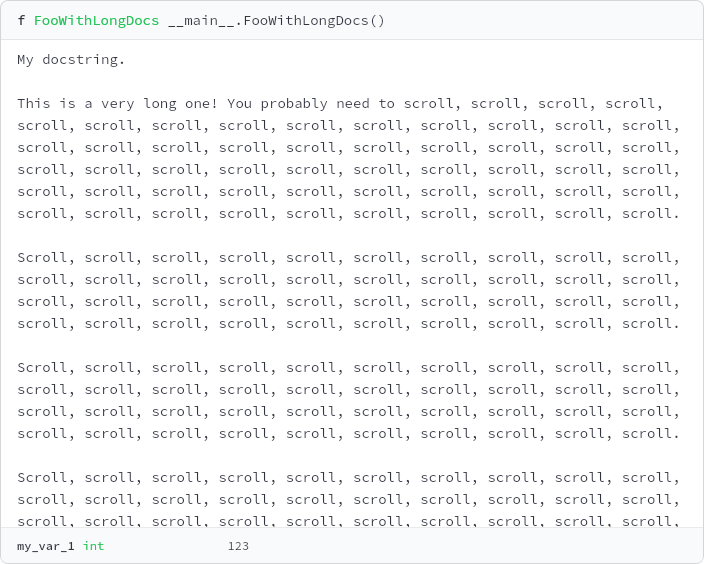 f FooWithLongDocs __main__.FooWithLongDocs()
My docstring.
This is a very long one! You probably need to scroll, scroll, scroll, scroll,
scroll, scroll, scroll, scroll, scroll, scroll, scroll, scroll, scroll, scroll,
scroll, scroll, scroll, scroll, scroll, scroll, scroll, scroll, scroll, scroll,
scroll, scroll, scroll, scroll, scroll, scroll, scroll, scroll, scroll, scroll,
scroll, scroll, scroll, scroll, scroll, scroll, scroll, scroll, scroll, scroll,
scroll, scroll, scroll, scroll, scroll, scroll, scroll, scroll, scroll, scroll.
Scroll, scroll, scroll, scroll, scroll, scroll, scroll, scroll, scroll, scroll,
scroll, scroll, scroll, scroll, scroll, scroll, scroll, scroll, scroll, scroll,
scroll, scroll, scroll, scroll, scroll, scroll, scroll, scroll, scroll, scroll,
scroll, scroll, scroll, scroll, scroll, scroll, scroll, scroll, scroll, scroll.
Scroll, scroll, scroll, scroll, scroll, scroll, scroll, scroll, scroll, scroll,
scroll, scroll, scroll, scroll, scroll, scroll, scroll, scroll, scroll, scroll,
scroll, scroll, scroll, scroll, scroll, scroll, scroll, scroll, scroll, scroll,
scroll, scroll, scroll, scroll, scroll, scroll, scroll, scroll, scroll, scroll.
Scroll, scroll, scroll, scroll, scroll, scroll, scroll, scroll, scroll, scroll,
scroll, scroll, scroll, scroll, scroll, scroll, scroll, scroll, scroll, scroll,
scroll, scroll, scroll, scroll, scroll, scroll, scroll, scroll, scroll, scroll,
my_var_1 int 123